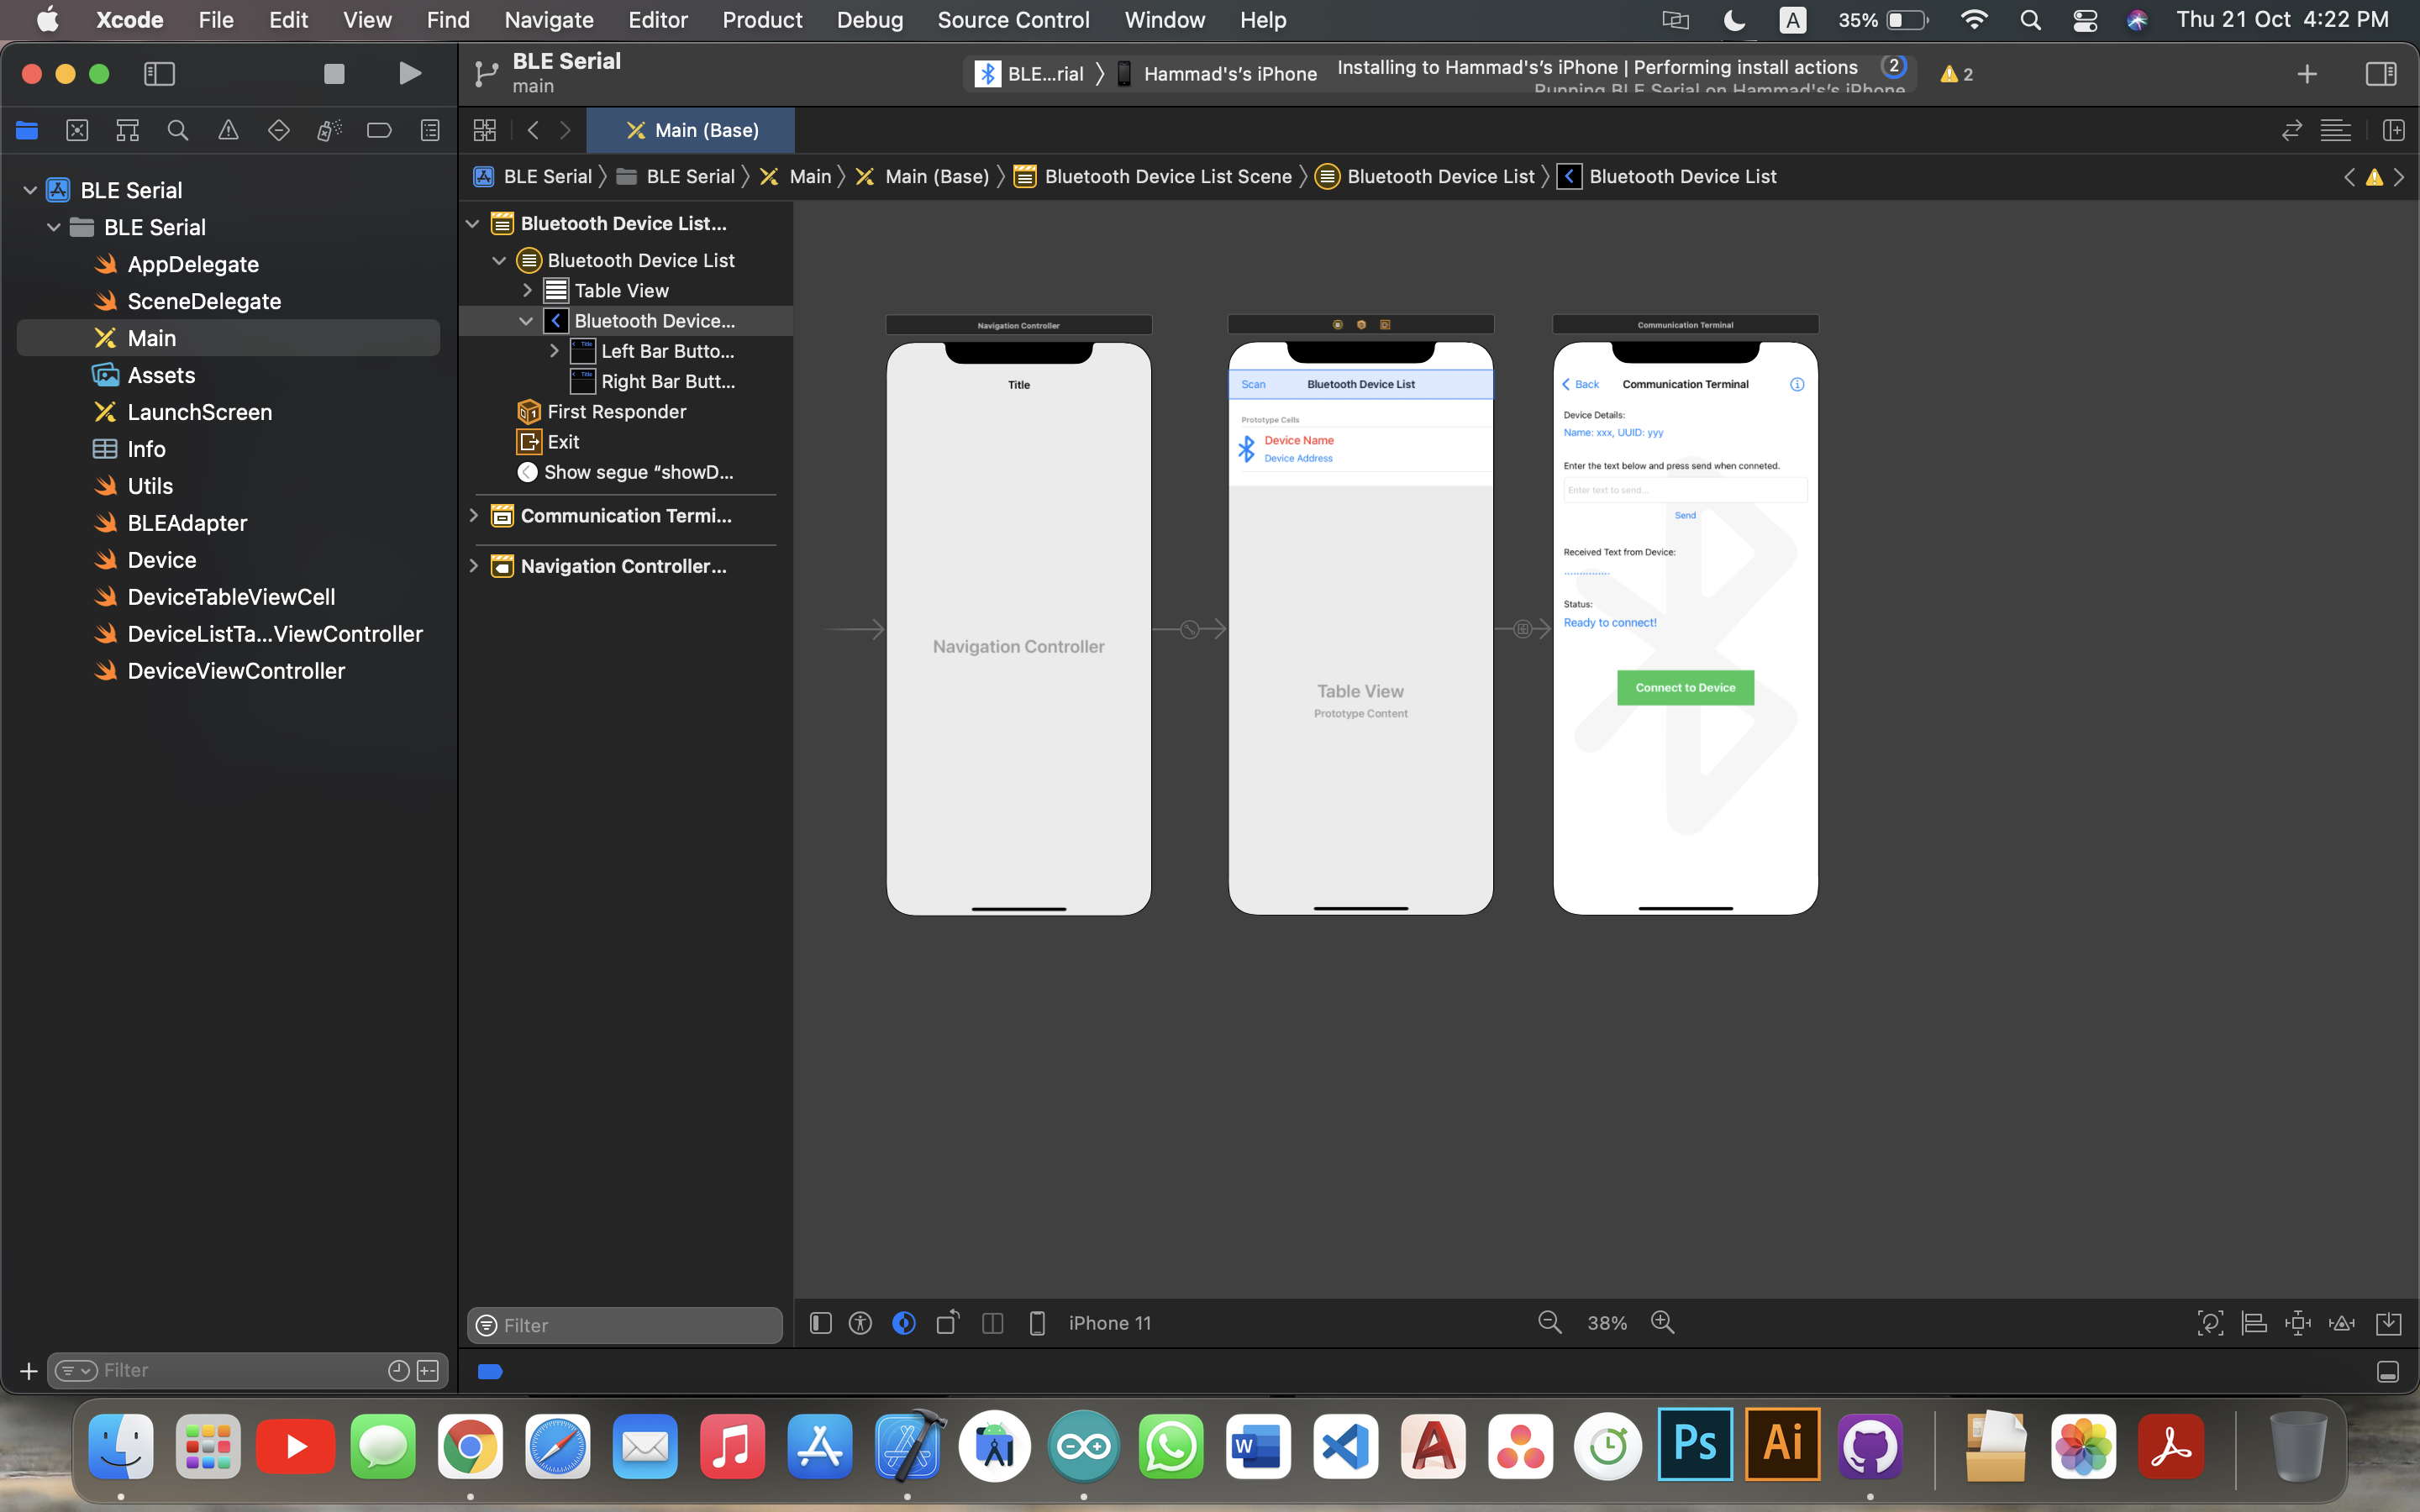 Xcode File Edit View Find Navigate Editor Product Debug Source Control Window Help A 35% Thu 21 Oct 4:22 PM
BLE Serial
main
BLE...rial Hammad's's iPhone Installing to Hammad's's iPhone | Performing install actions 2
Running BLE Serial on Hammad's's iPhone
2
Main (Base)
BLE Serial BLE Serial Main Main (Base) Bluetooth Device List Scene Bluetooth Device List Bluetooth Device List
BLE Serial
BLE Serial
AppDelegate
SceneDelegate
Main
Assets
LaunchScreen
Info
Utils
BLEAdapter
Device
DeviceTableViewCell
DeviceListTa...ViewController
DeviceViewController
Filter
Bluetooth Device List...
Bluetooth Device List
Table View
Bluetooth Device...
Left Bar Butto...
Right Bar Butt...
First Responder
Exit
Show segue “showD...
Communication Termi...
Navigation Controller...
Filter
Navigation Controller
Title
Navigation Controller
Scan Bluetooth Device List
Prototype Cells
Device Name
Device Address
Table View
Prototype Content
Communication Terminal
Back Communication Terminal
Device Details:
Name: xxx, UUID: yyy
Enter the text below and press send when conneted.
Enter text to send...
Send
Received Text from Device:
...............
Status:
Ready to connect!
Connect to Device
iPhone 11 38%
W Ps Ai